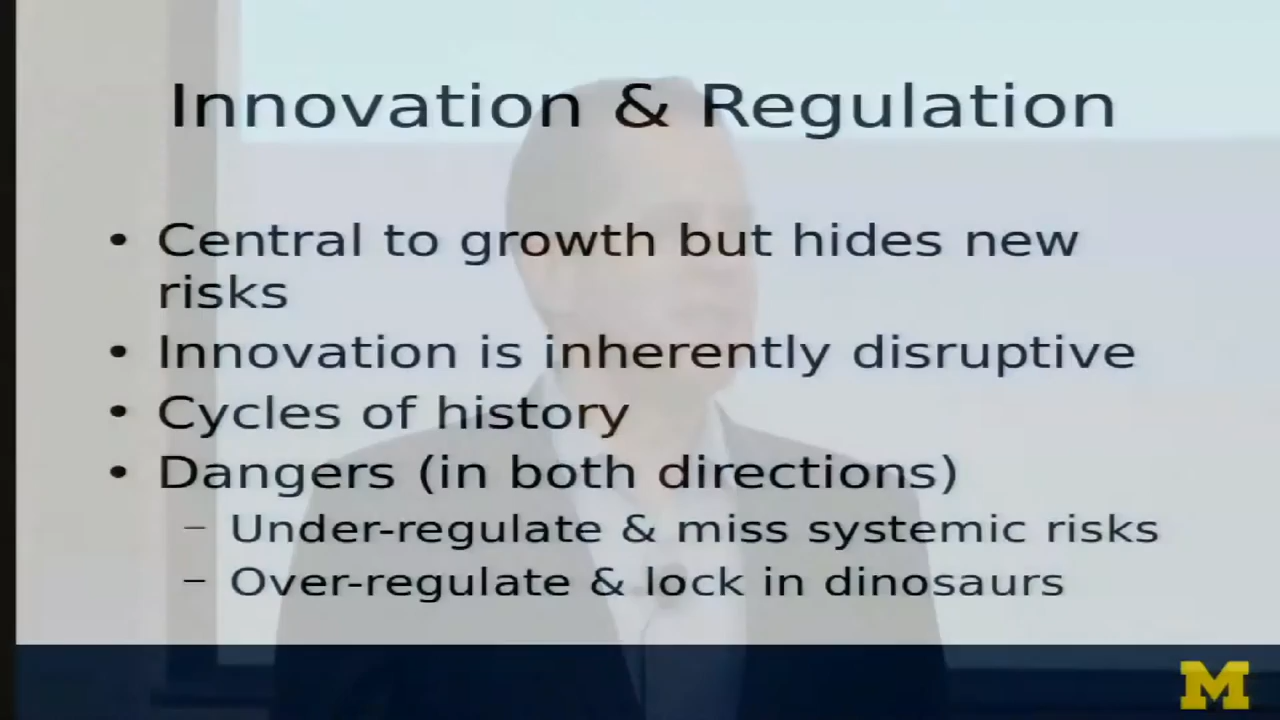 Innovation & Regulation
• Central to growth but hides new
risks
• Innovation is inherently disruptive
• Cycles of history
• Dangers (in both directions)
– Under-regulate & miss systemic risks
– Over-regulate & lock in dinosaurs
M